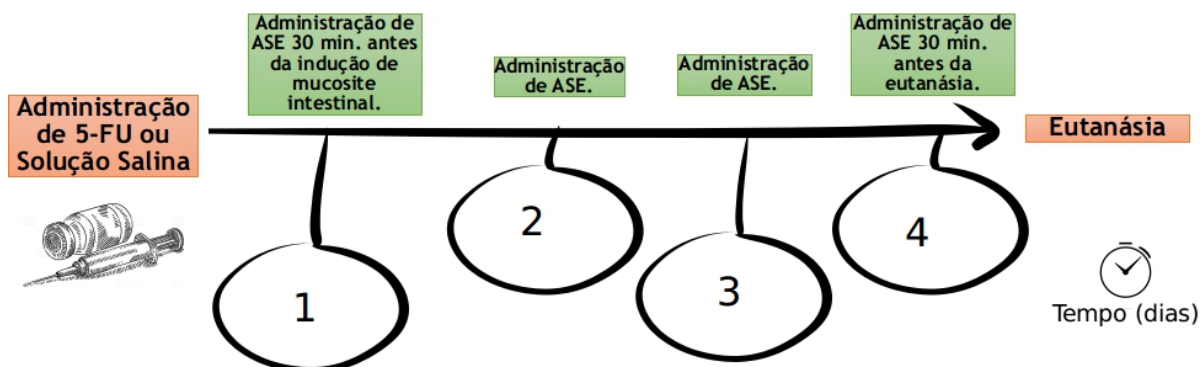 Administração de
ASE 30 min. antes
da indução de
mucosite
intestinal.
Administração
de ASE.
Administração
de ASE.
Administração de
ASE 30 min.
antes da
eutanásia.
Administração
de 5-FU ou
Solução Salina
Eutanásia
1
2
3
4
Tempo (dias)